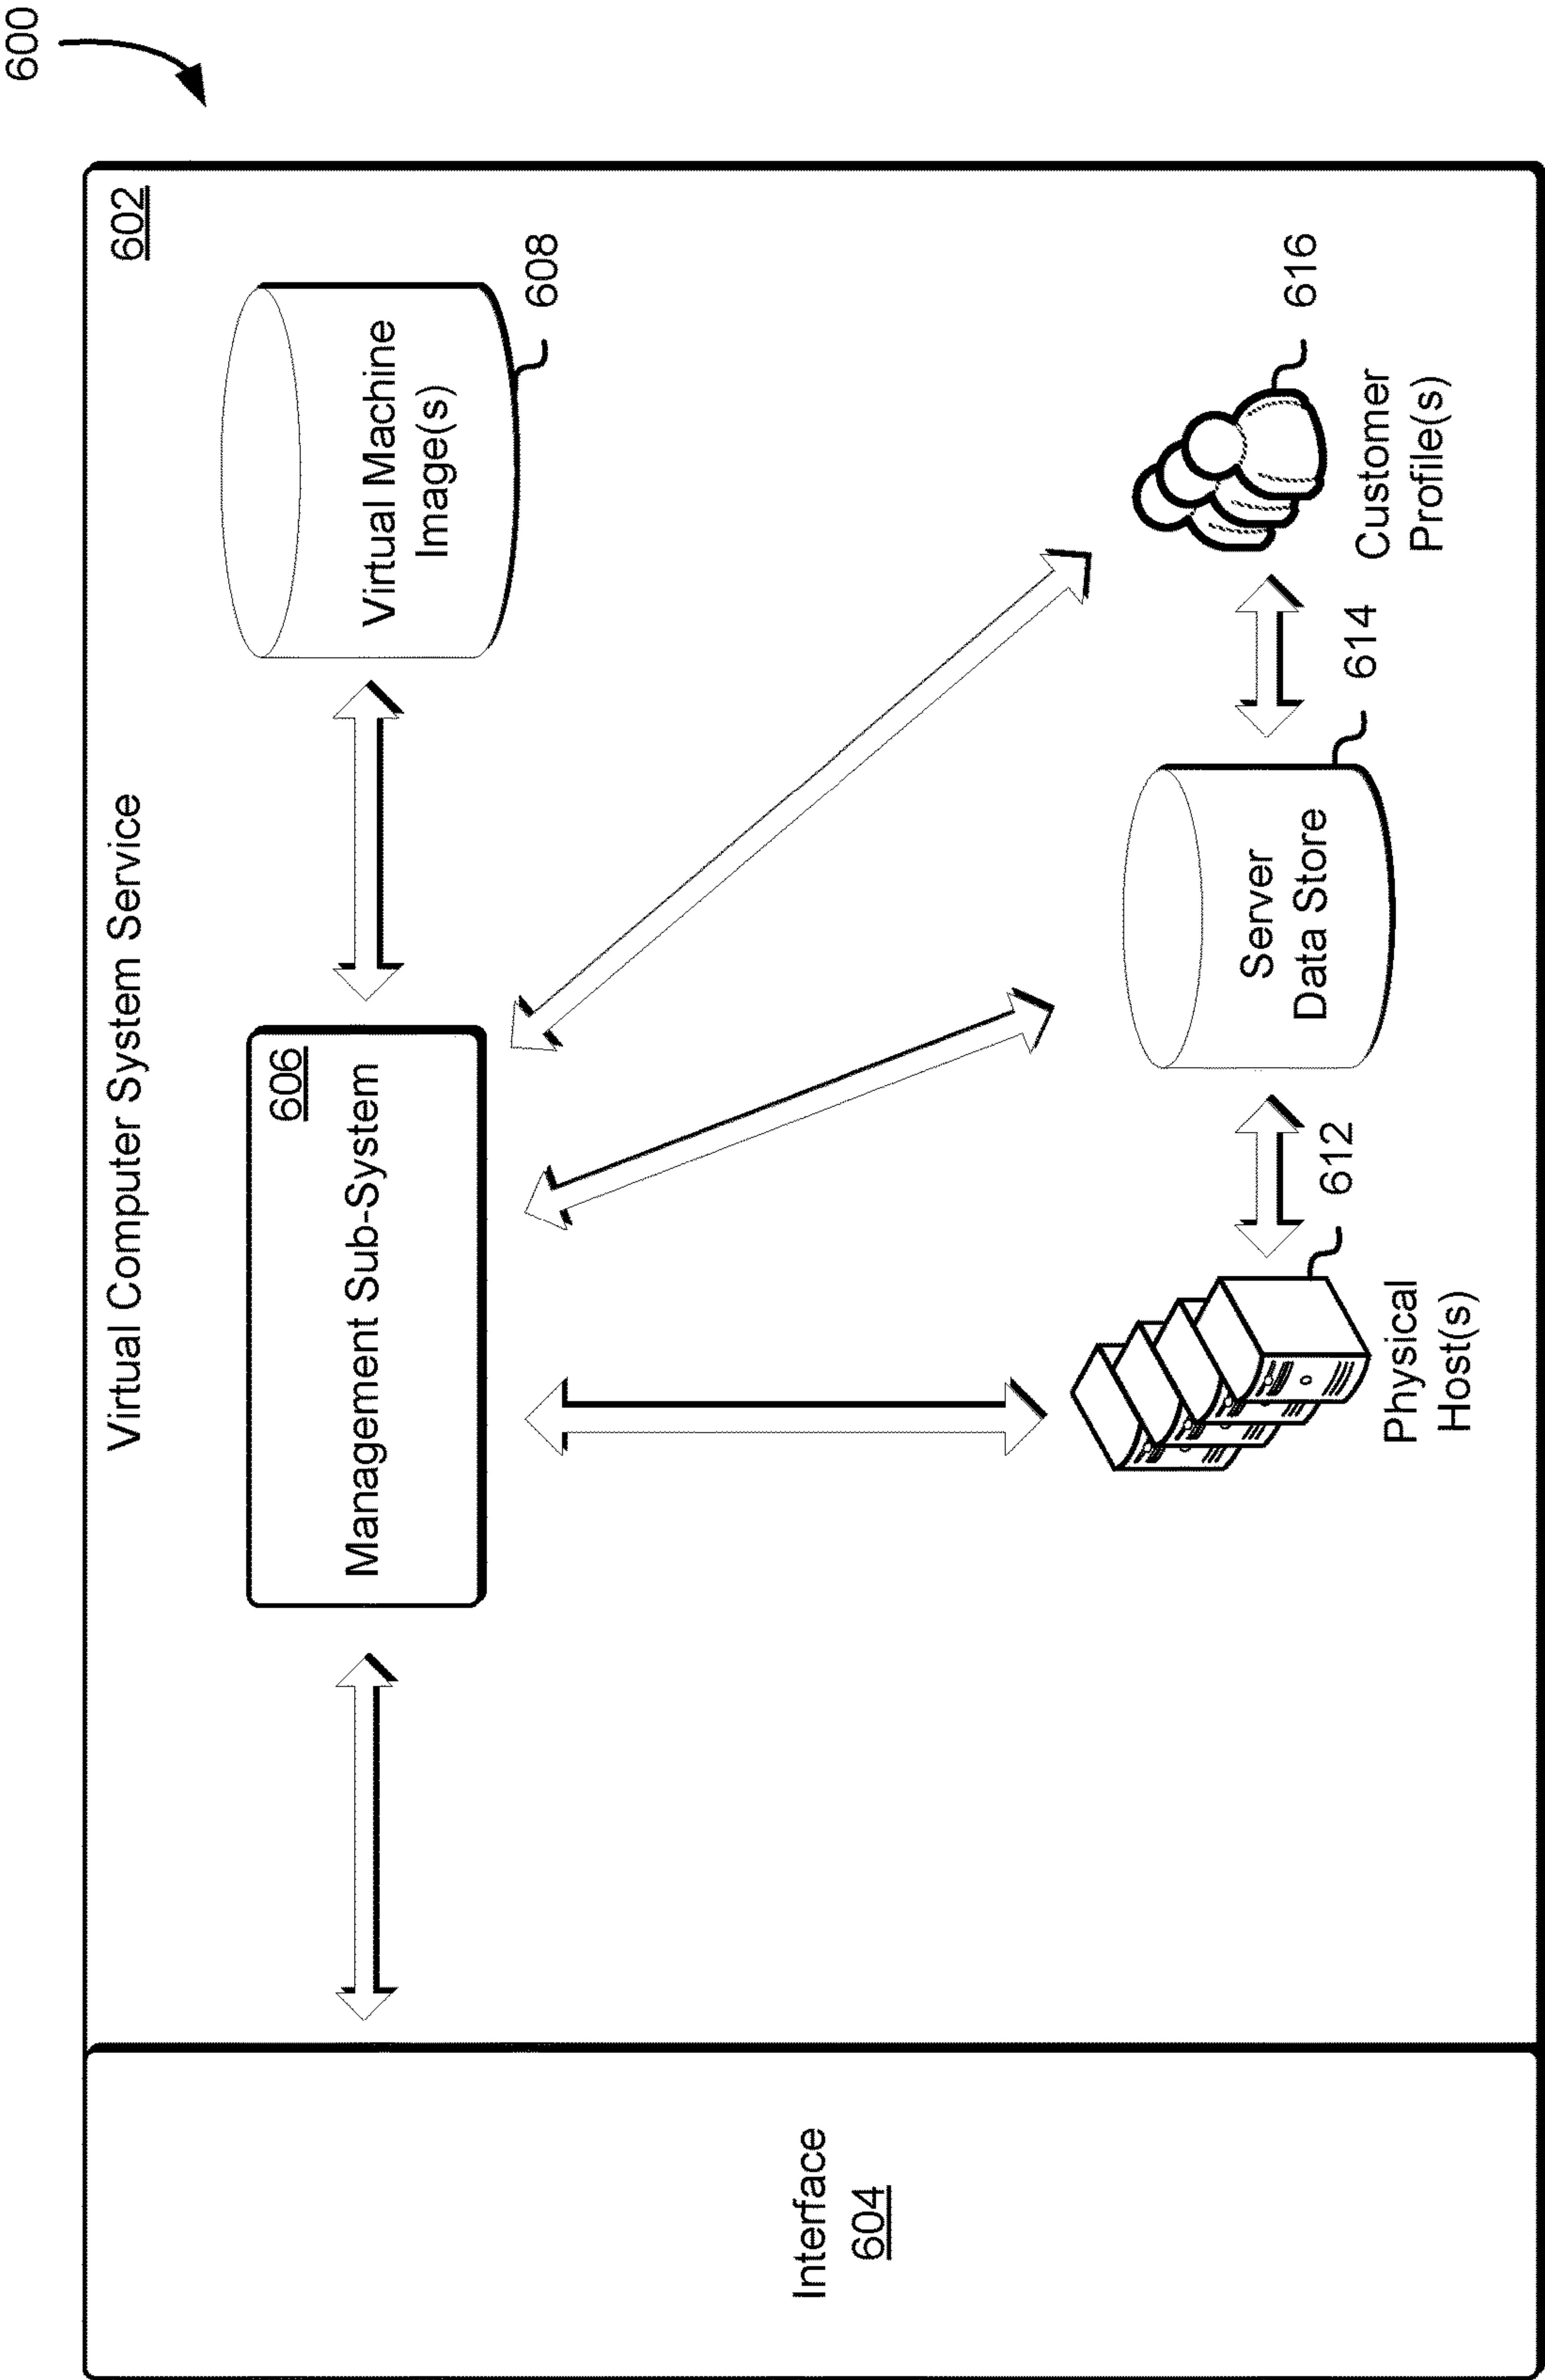 600
Virtual Computer System Service
602
Interface
604
606
Management Sub-System
Virtual Machine
Image(s)
608
612
Physical
Host(s)
614
Server
Data Store
616
Customer
Profile(s)